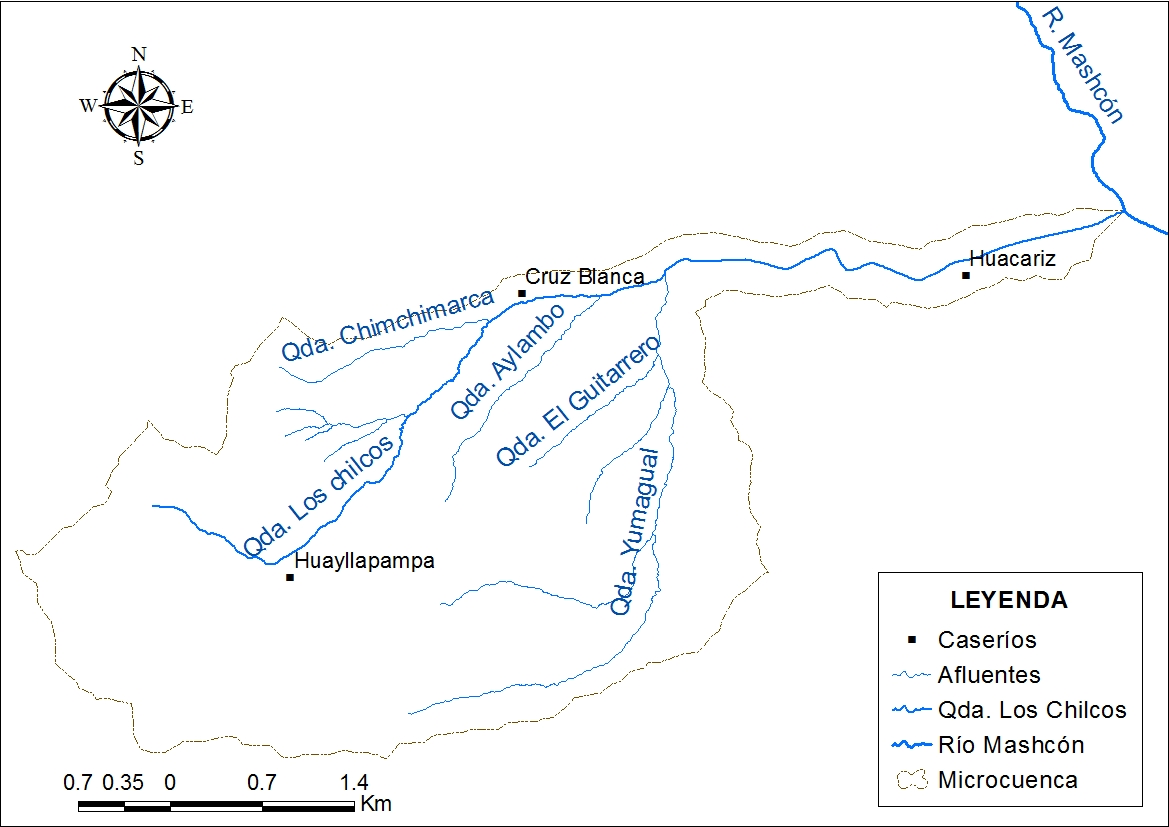 N
W
E
S
R. Mashcón
Huacariz
Cruz Blanca
Qda. Chimchimarca
Qda. Aylambo
Qda. El Guitarrero
Qda. Los chilcos
Qda. Yumagual
Huayllapampa
LEYENDA
Caseríos
Afluentes
Qda. Los Chilcos
Río Mashcón
Microcuenca
0.7 0.35 0 0.7 1.4
Km